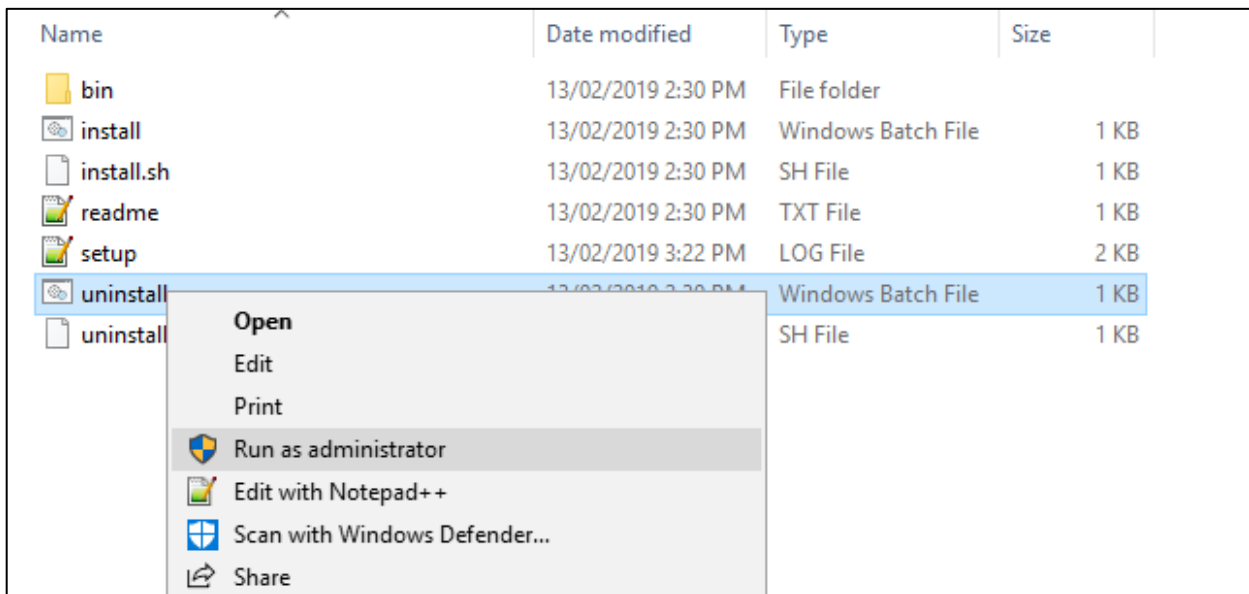 Name Date modified Type Size
bin 13/02/2019 2:30 PM File folder
install 13/02/2019 2:30 PM Windows Batch File 1 KB
install.sh 13/02/2019 2:30 PM SH File 1 KB
readme 13/02/2019 2:30 PM TXT File 1 KB
setup 13/02/2019 3:22 PM LOG File 2 KB
uninstall Windows Batch File 1 KB
uninstall SH File 1 KB
Open
Edit
Print
Run as administrator
Edit with Notepad++
Scan with Windows Defender...
Share